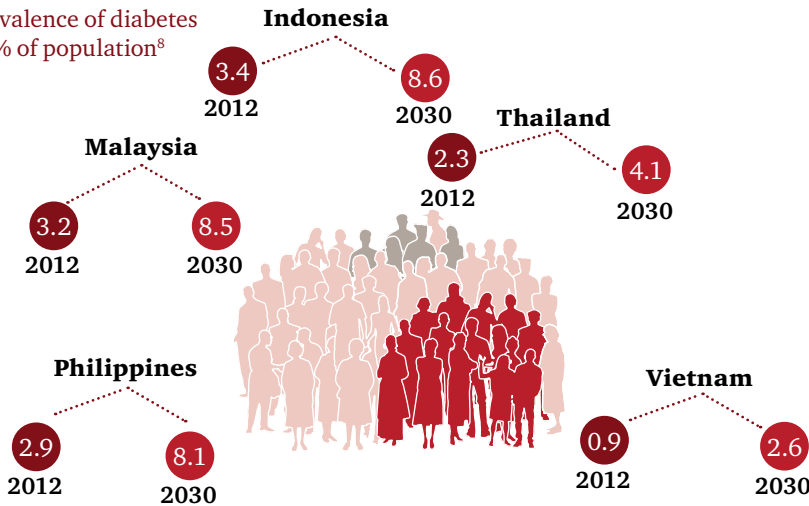 valence of diabetes
% of population⁸
Indonesia
3.4
2012
8.6
2030
Thailand
2.3
2012
4.1
2030
Malaysia
3.2
2012
8.5
2030
Philippines
2.9
2012
8.1
2030
Vietnam
0.9
2012
2.6
2030